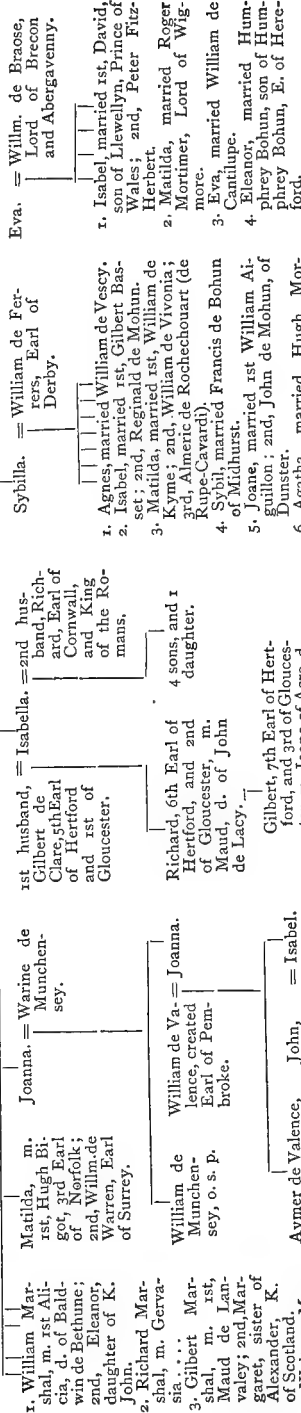 1. William Mar-
shal, m. 1st Ali-
cia, d. of Bald-
win de Bethune;
2nd, Eleanor,
daughter of K.
John.
2. Richard Mar-
shal, m. Gerva-
sia....
3. Gilbert Mar-
shal, m. 1st,
Maud de Lan-
valey; 2nd, Mar-
garet, sister of
Alexander, K.
of Scotland.
Matilda, m.
1st, Hugh Bi-
got, 3rd Earl
of Norfolk;
2nd, Willm. de
Warren, Earl
of Surrey.
Joanna. = Warine de
Munchen-
sey.
William de
Munchen-
sey, o. s. p.
William de Va- = Joanna.
lence, created
Earl of Pem-
broke.
Aymer de Valence,
John, = Isabel.
1st husband, = Isabella. = 2nd hus-
Gilbert de
Clare, 5th Earl
of Hertford
and 1st of
Gloucester.
band, Rich-
ard, Earl of
Cornwall,
and King
of the Ro-
mans.
Richard, 6th Earl of
Hertford, and 2nd
of Gloucester, m.
Maud, d. of John
de Lacy.
4 sons, and 1
daughter.
Gilbert, 7th Earl of Hert-
ford, and 3rd of Glouces-
Sybilla. = William de Fer-
rers, Earl of
Derby.
1. Agnes, married William de Vescy.
2. Isabel, married 1st, Gilbert Bas-
set; 2nd, Reginald de Mohun.
3. Matilda, married 1st, William de
Kyme; 2nd, William de Vivonia;
3rd, Almeric de Rochechouart (de
Rupe-Cavardi).
4. Sybil, married Francis de Bohun
of Midhurst.
5. Joane, married 1st William Ai-
guillon; 2nd, John de Mohun, of
Dunster.
6. Agatha, married Hugh Mor-
Eva. = Willm. de Braose,
Lord of Brecon
and Abergavenny.
1. Isabel, married 1st, David,
son of Llewellyn, Prince of
Wales; 2nd, Peter Fitz-
Herbert.
2. Matilda, married Roger
Mortimer, Lord of Wig-
more.
3. Eva, married William de
Cantilupe.
4. Eleanor, married Hum-
phrey Bohun, son of Hum-
phrey Bohun, E. of Here-
ford.